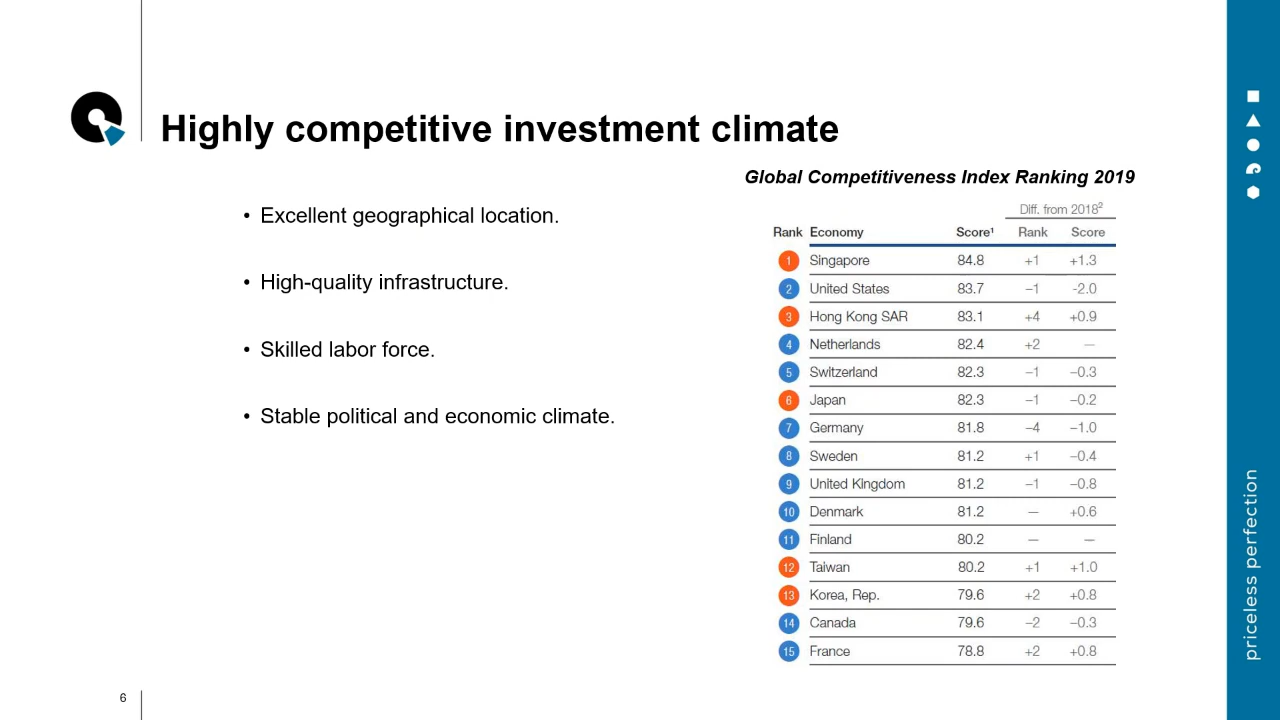 Highly competitive investment climate
• Excellent geographical location.
• High-quality infrastructure.
• Skilled labor force.
• Stable political and economic climate.
Global Competitiveness Index Ranking 2019
Diff. from 2018²
Rank Economy Score¹ Rank Score
1 Singapore 84.8 +1 +1.3
2 United States 83.7 –1 -2.0
3 Hong Kong SAR 83.1 +4 +0.9
4 Netherlands 82.4 +2 —
5 Switzerland 82.3 –1 –0.3
6 Japan 82.3 –1 –0.2
7 Germany 81.8 –4 –1.0
8 Sweden 81.2 +1 –0.4
9 United Kingdom 81.2 –1 –0.8
10 Denmark 81.2 — +0.6
11 Finland 80.2 — —
12 Taiwan 80.2 +1 +1.0
13 Korea, Rep. 79.6 +2 +0.8
14 Canada 79.6 –2 –0.3
15 France 78.8 +2 +0.8
priceless perfection
6